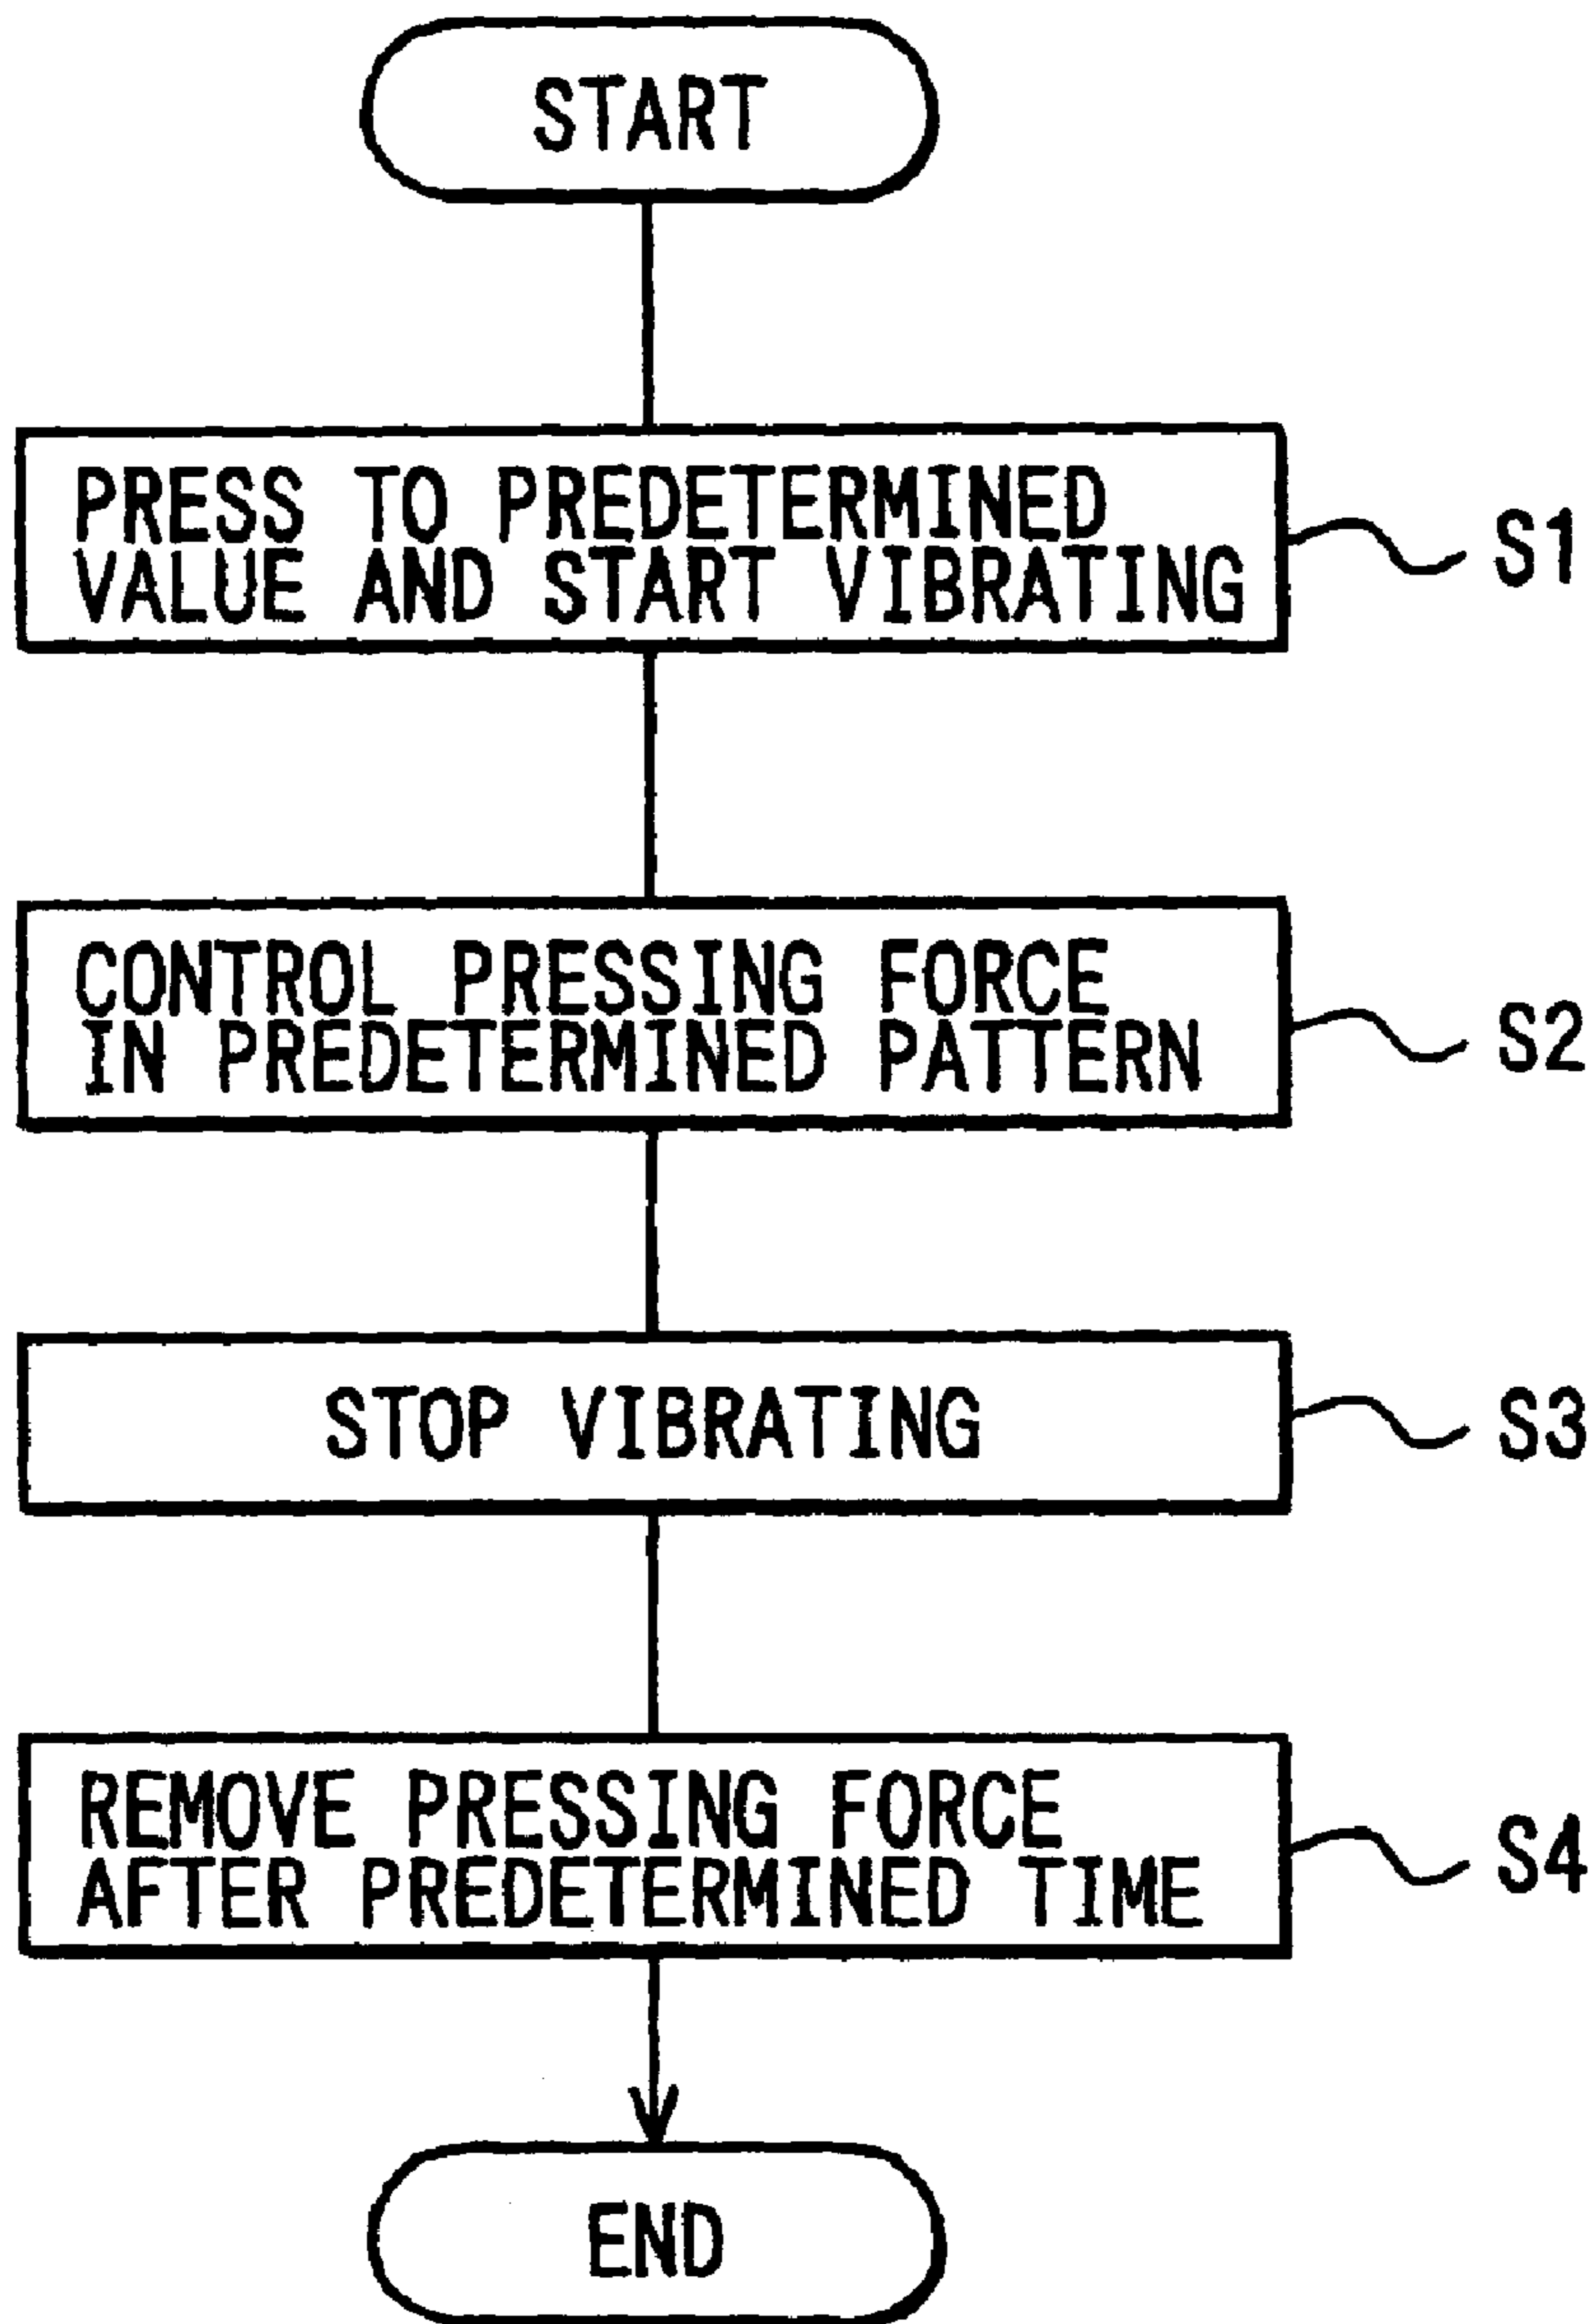 START
PRESS TO PREDETERMINED
VALUE AND START VIBRATING
S1
CONTROL PRESSING FORCE
IN PREDETERMINED PATTERN
S2
STOP VIBRATING
S3
REMOVE PRESSING FORCE
AFTER PREDETERMINED TIME
S4
END